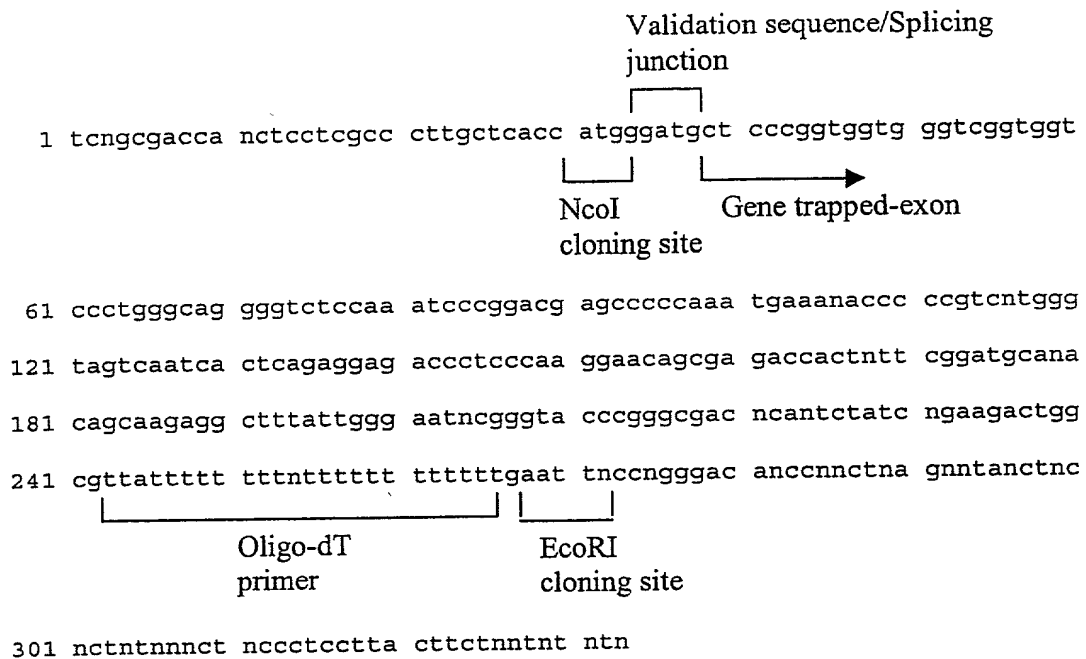 Validation sequence/Splicing
junction
1 tcngcgacca nctcctcgcc cttgctcacc atgggatgct cccggtggtg ggtcggtggt
NcoI
cloning site
Gene trapped-exon
61 ccctgggcag gggtctccaa atcccggacg agcccccaaa tgaaanaccc ccgtcntggg
121 tagtcaatca ctcagaggag accctcccaa ggaacagcga gaccactntt cggatgcana
181 cagcaagagg ctttattggg aatncgggta cccgggcgac ncantctatc ngaagactgg
241 cgttattttt tttntttttt ttttttgaat tnccngggac anccnnctna gnntanctnc
Oligo-dT
primer
EcoRI
cloning site
301 nctntnnnct nccctcctta cttctnntnt ntn